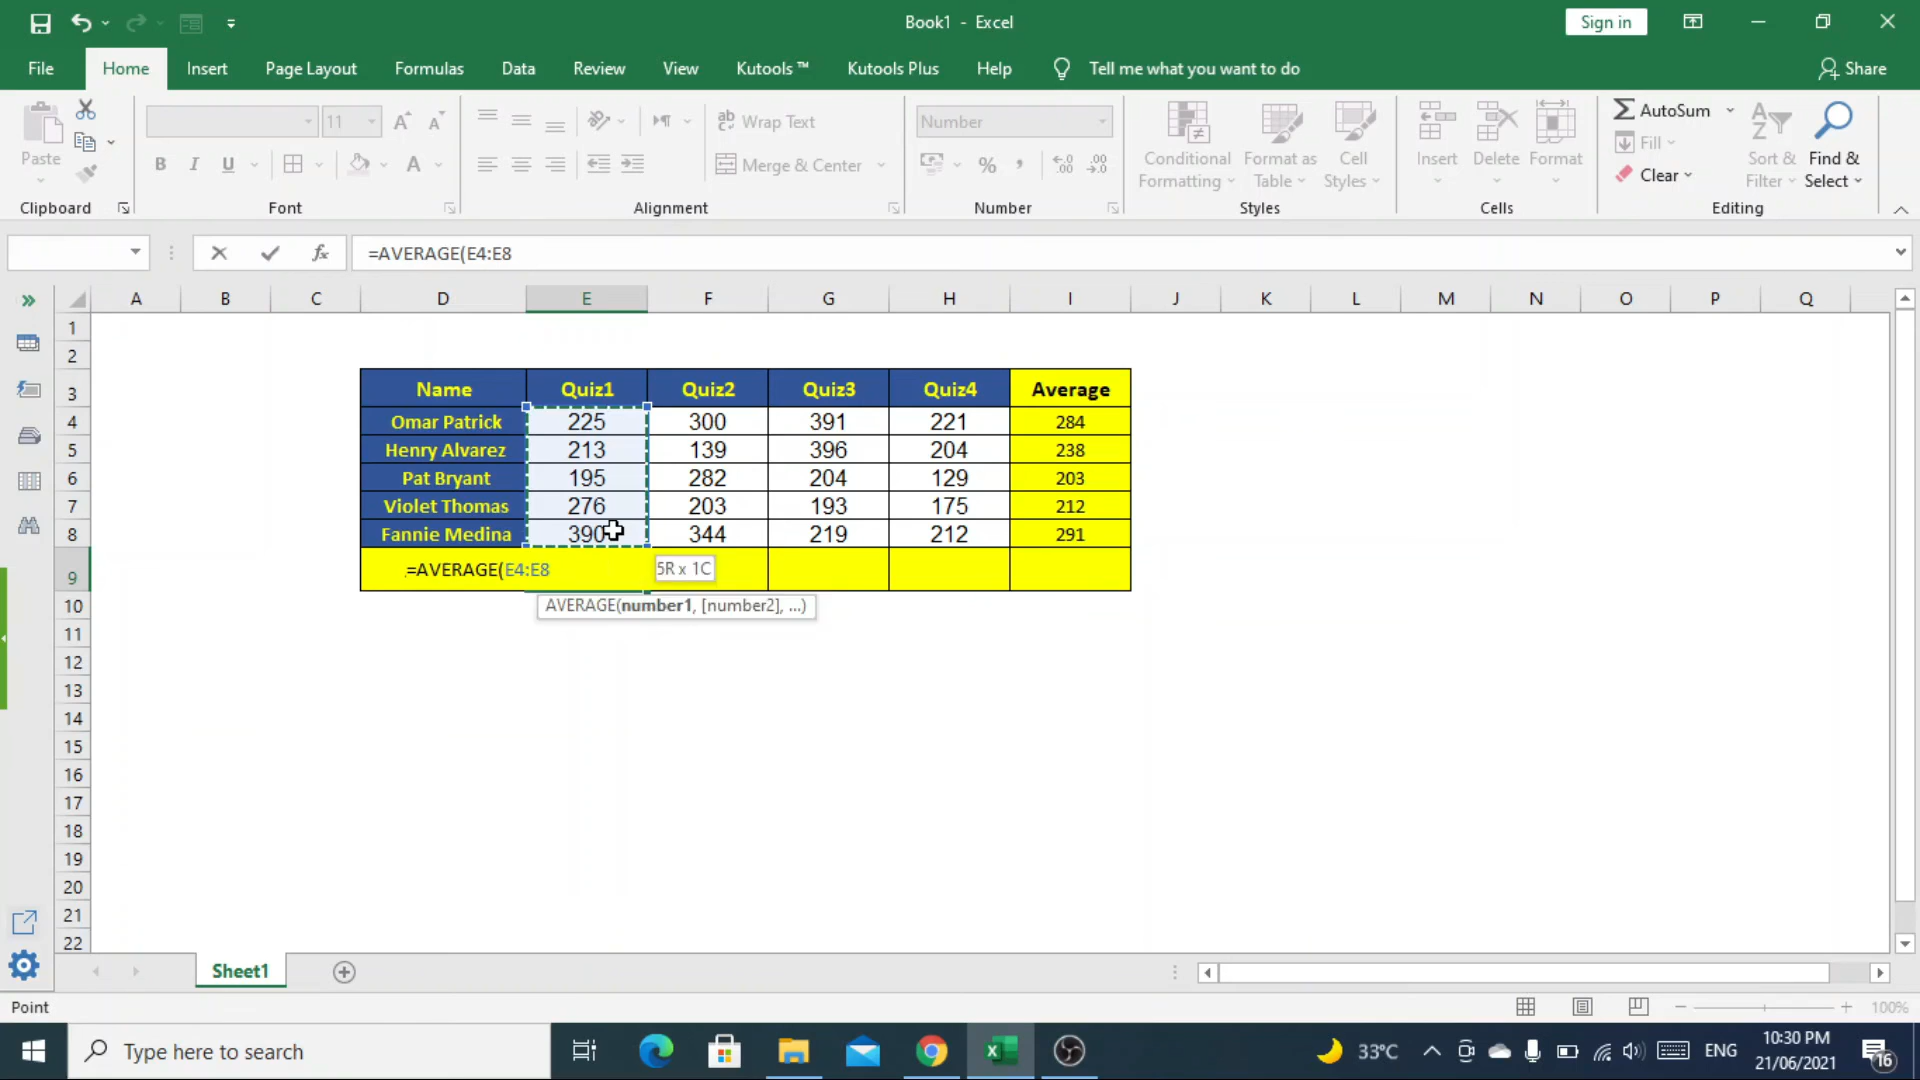 Book1 - Excel
Sign in
File Home Insert Page Layout Formulas Data Review View Kutools ™ Kutools Plus Help Tell me what you want to do Share
Paste
Clipboard
11
B I U A
Font
ab Wrap Text
Merge & Center
Alignment
Number
%
Number
Conditional Formatting
Format as Table
Cell Styles
Styles
Insert Delete Format
Cells
AutoSum
Fill
Clear
Sort & Filter
Find & Select
Editing
fx =AVERAGE(E4:E8
A B C D E F G H I J K L M N O P Q
1
2
3 Name Quiz1 Quiz2 Quiz3 Quiz4 Average
4 Omar Patrick 225 300 391 221 284
5 Henry Alvarez 213 139 396 204 238
6 Pat Bryant 195 282 204 129 203
7 Violet Thomas 276 203 193 175 212
8 Fannie Medina 390 344 219 212 291
9 =AVERAGE(E4:E8 5R x 1C
AVERAGE(number1, [number2], ...)
10
11
12
13
14
15
16
17
18
19
20
21
22
Sheet1
Point
100%
Type here to search
33°C
ENG
10:30 PM
21/06/2021
16